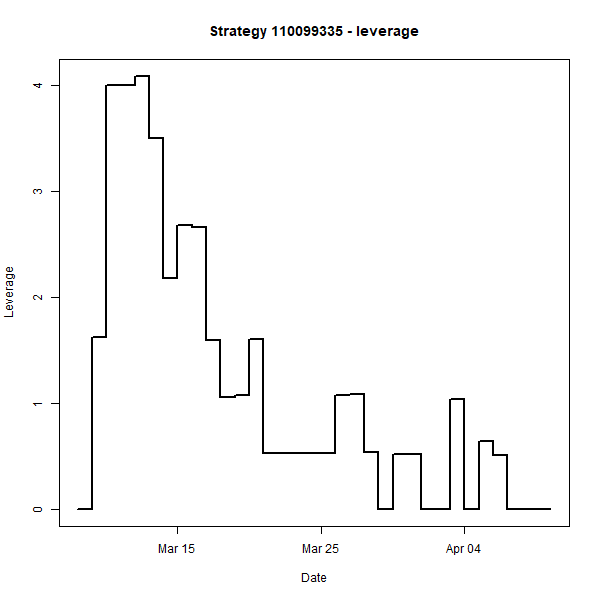 Strategy 110099335 - leverage
Leverage
4
3
2
1
0
Mar 15
Mar 25
Apr 04
Date